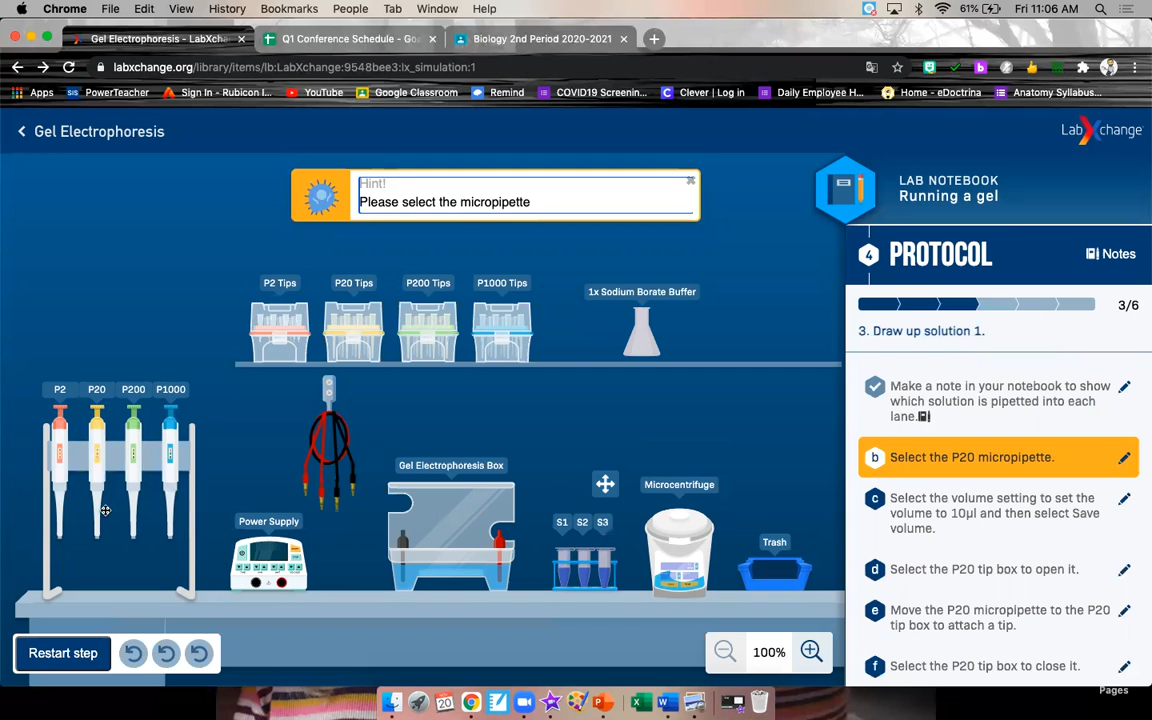 Chrome File Edit View History Bookmarks People Tab Window Help 61% Fri 11:06 AM
Gel Electrophoresis - LabXcha × Q1 Conference Schedule - Goo × Biology 2nd Period 2020-2021 ×
labxchange.org/library/items/lb:LabXchange:9548bee3:lx_simulation:1
Apps PowerTeacher Sign In - Rubicon I... YouTube Google Classroom Remind COVID19 Screenin... Clever | Log in Daily Employee H... Home - eDoctrina Anatomy Syllabus...
Gel Electrophoresis
LabXchange
Hint!
Please select the micropipette
LAB NOTEBOOK
Running a gel
4 PROTOCOL Notes
3/6
3. Draw up solution 1.
Make a note in your notebook to show
which solution is pipetted into each
lane.
b Select the P20 micropipette.
c Select the volume setting to set the
volume to 10µl and then select Save
volume.
d Select the P20 tip box to open it.
e Move the P20 micropipette to the P20
tip box to attach a tip.
f Select the P20 tip box to close it.
P2 Tips P20 Tips P200 Tips P1000 Tips 1x Sodium Borate Buffer
P2 P20 P200 P1000
Gel Electrophoresis Box
Microcentrifuge
Power Supply
S1 S2 S3
Trash
Restart step
100%
Pages